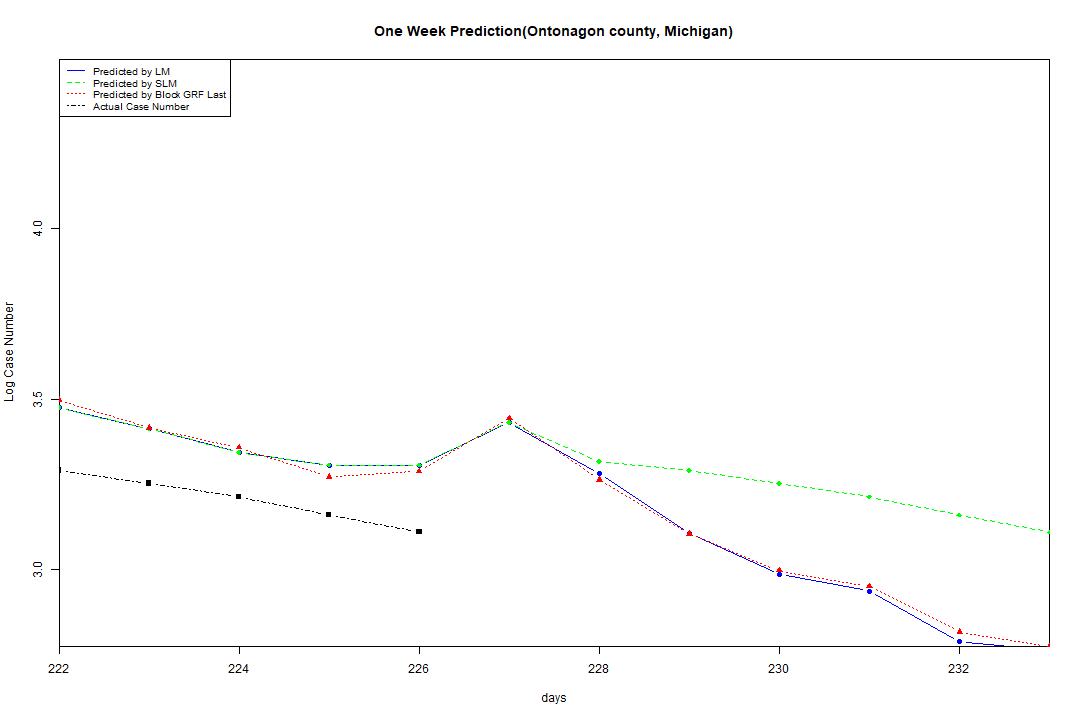 One Week Prediction(Ontonagon county, Michigan)
Predicted by LM
Predicted by SLM
Predicted by Block GRF Last
Actual Case Number
4.0
3.5
3.0
Log Case Number
222 224 226 228 230 232
days